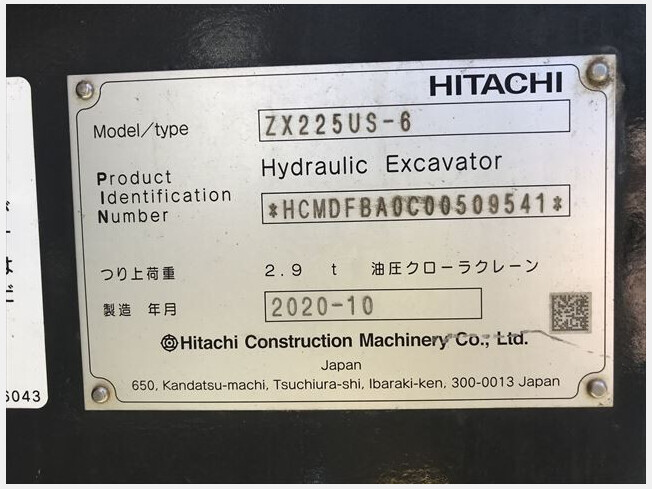 HITACHI
Model/type ZX225US-6
Product Identification Number Hydraulic Excavator
*HCMDFBA0C00509541*
つり上荷重 2.9 t 油圧クローラクレーン
製造 年月 2020-10
Hitachi Construction Machinery Co., Ltd.
Japan
650, Kandatsu-machi, Tsuchiura-shi, Ibaraki-ken, 300-0013 Japan
は
6043